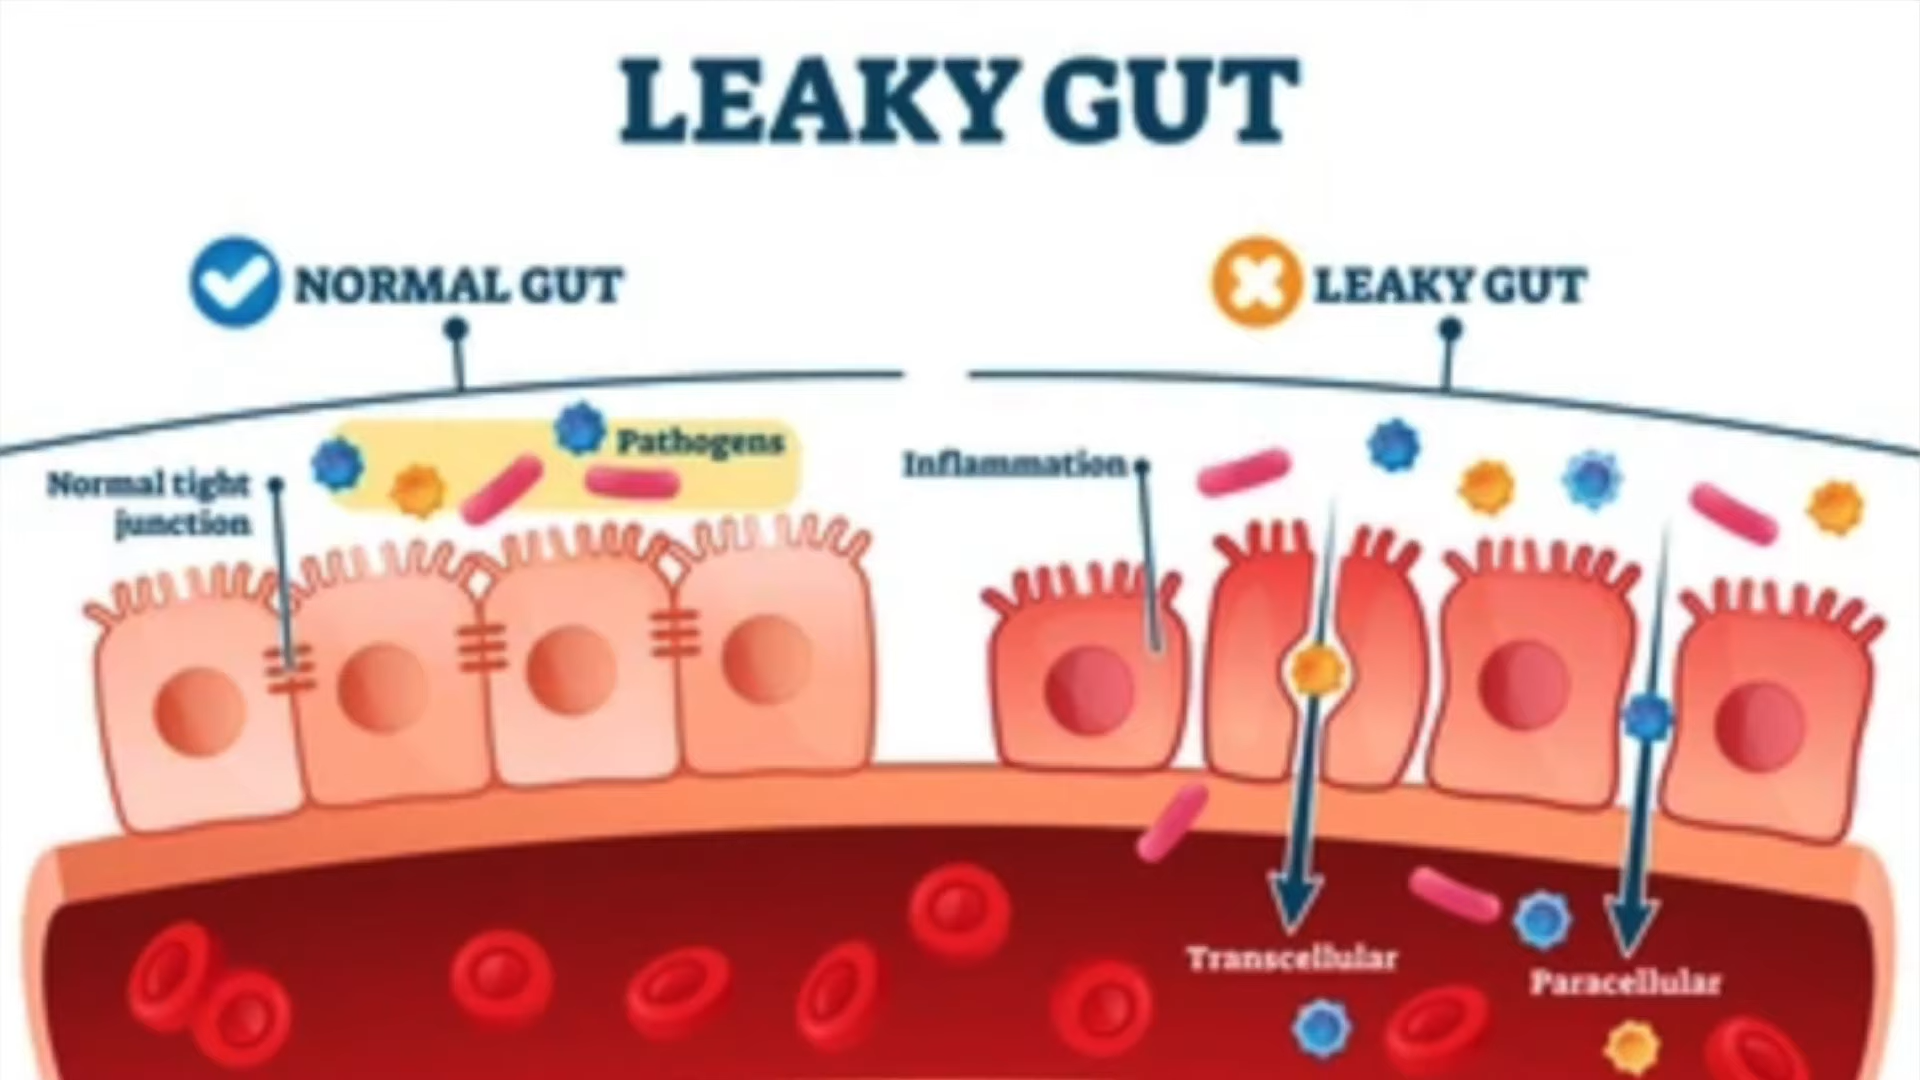 LEAKY GUT
NORMAL GUT
LEAKY GUT
Pathogens
Normal tight
junction
Inflammation
Transcellular
Paracellular